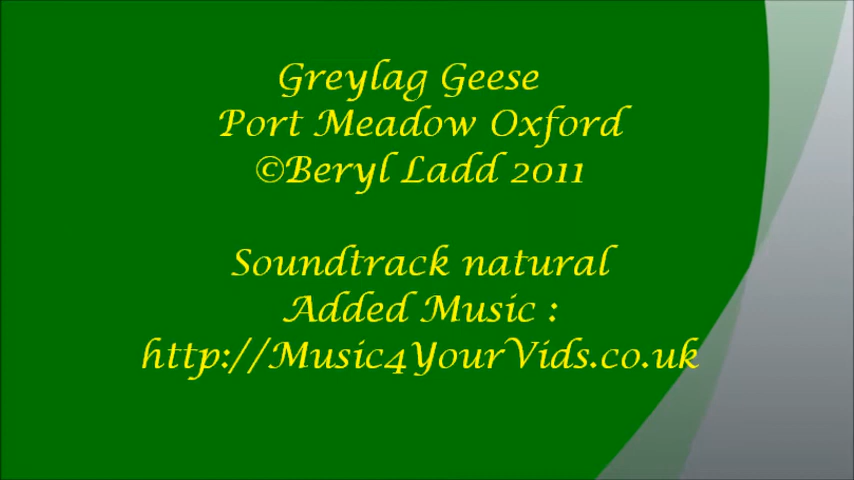 Greylag Geese
Port Meadow Oxford
©Beryl Ladd 2011
Soundtrack natural
Added Music :
http://Music4YourVids.co.uk